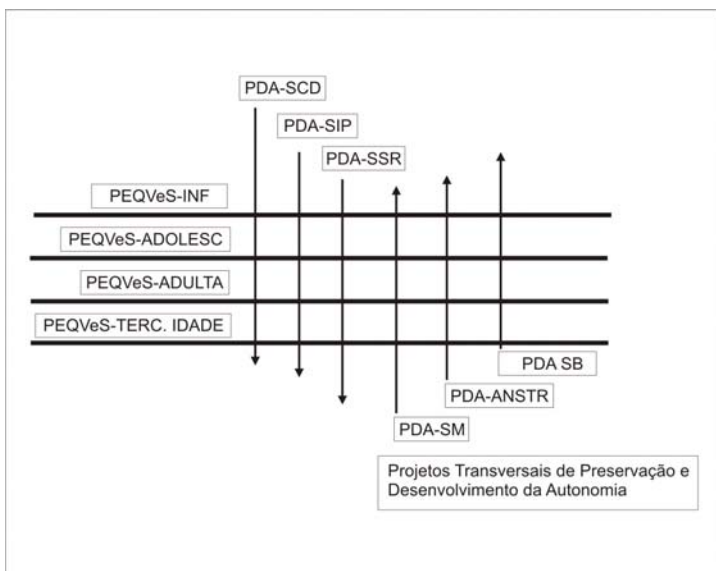 PDA-SCD
PDA-SIP
PDA-SSR
PEQVeS-INF
PEQVeS-ADOLESC
PEQVeS-ADULTA
PEQVeS-TERC. IDADE
PDA SB
PDA-ANSTR
PDA-SM
Projetos Transversais de Preservação e
Desenvolvimento da Autonomia